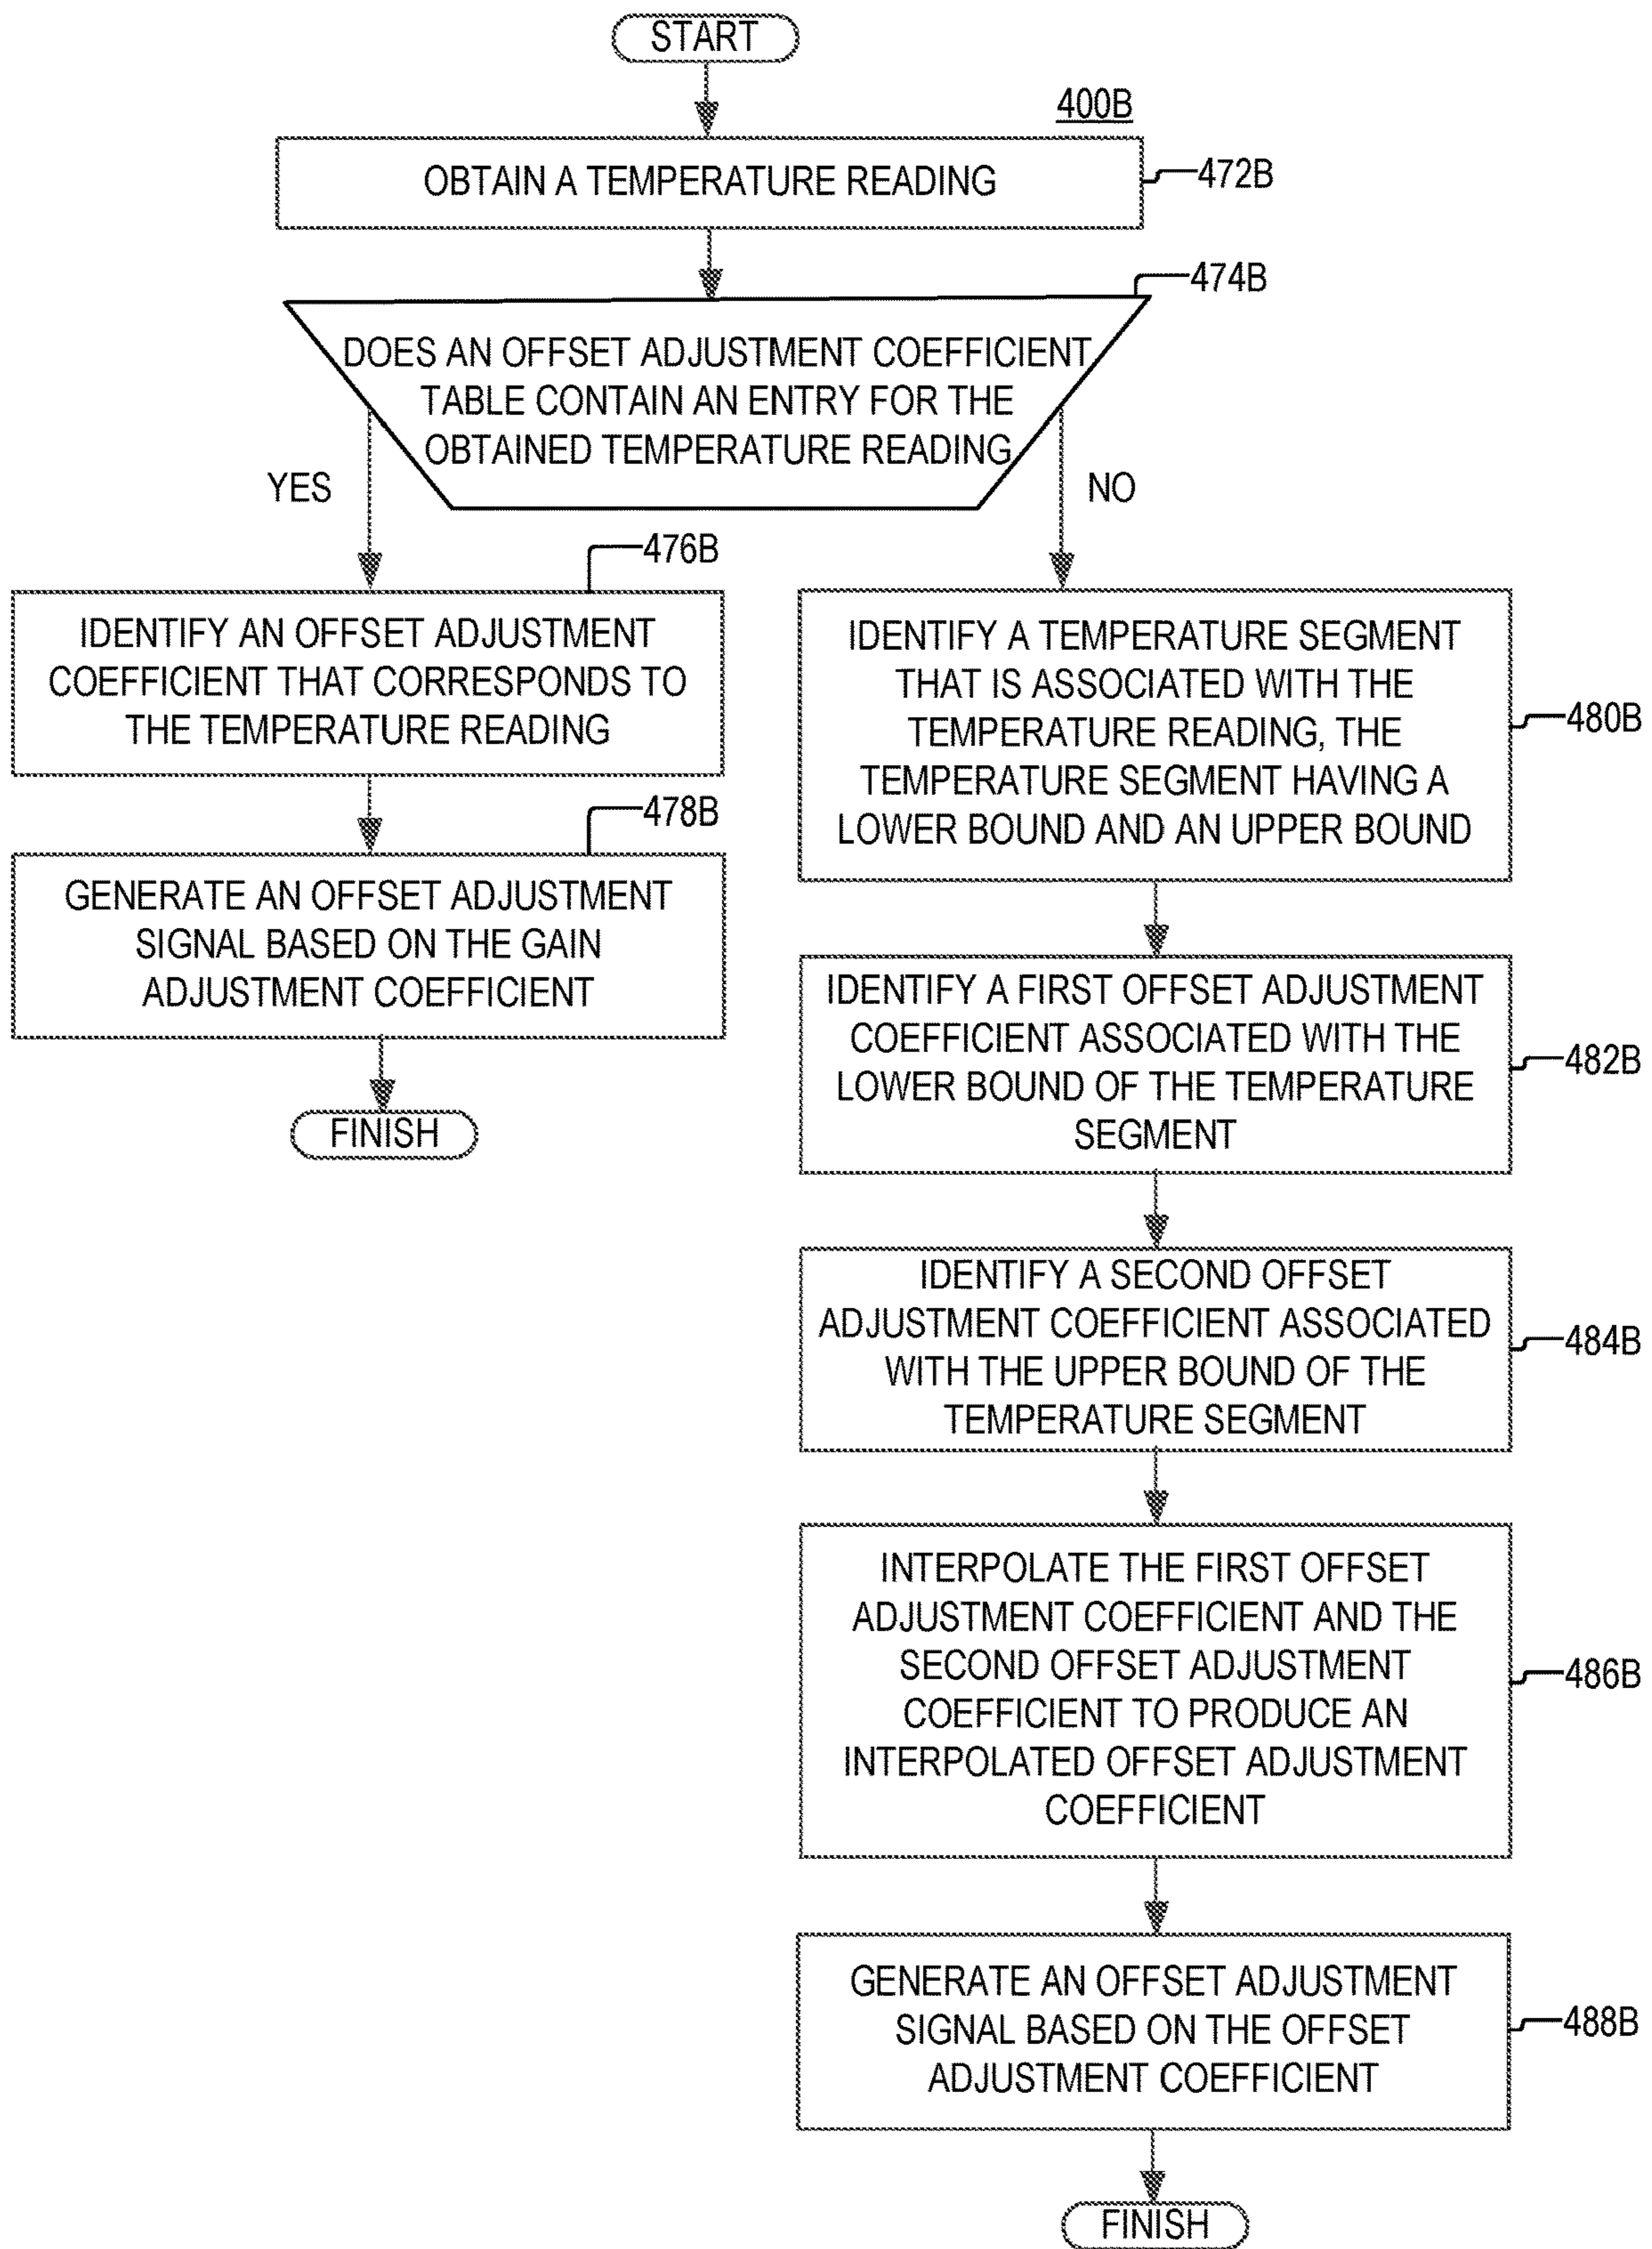 START
400B
OBTAIN A TEMPERATURE READING
472B
474B
DOES AN OFFSET ADJUSTMENT COEFFICIENT
TABLE CONTAIN AN ENTRY FOR THE
OBTAINED TEMPERATURE READING
YES
NO
476B
IDENTIFY AN OFFSET ADJUSTMENT
COEFFICIENT THAT CORRESPONDS TO
THE TEMPERATURE READING
478B
GENERATE AN OFFSET ADJUSTMENT
SIGNAL BASED ON THE GAIN
ADJUSTMENT COEFFICIENT
FINISH
IDENTIFY A TEMPERATURE SEGMENT
THAT IS ASSOCIATED WITH THE
TEMPERATURE READING, THE
TEMPERATURE SEGMENT HAVING A
LOWER BOUND AND AN UPPER BOUND
480B
IDENTIFY A FIRST OFFSET ADJUSTMENT
COEFFICIENT ASSOCIATED WITH THE
LOWER BOUND OF THE TEMPERATURE
SEGMENT
482B
IDENTIFY A SECOND OFFSET
ADJUSTMENT COEFFICIENT ASSOCIATED
WITH THE UPPER BOUND OF THE
TEMPERATURE SEGMENT
484B
INTERPOLATE THE FIRST OFFSET
ADJUSTMENT COEFFICIENT AND THE
SECOND OFFSET ADJUSTMENT
COEFFICIENT TO PRODUCE AN
INTERPOLATED OFFSET ADJUSTMENT
COEFFICIENT
486B
GENERATE AN OFFSET ADJUSTMENT
SIGNAL BASED ON THE OFFSET
ADJUSTMENT COEFFICIENT
488B
FINISH